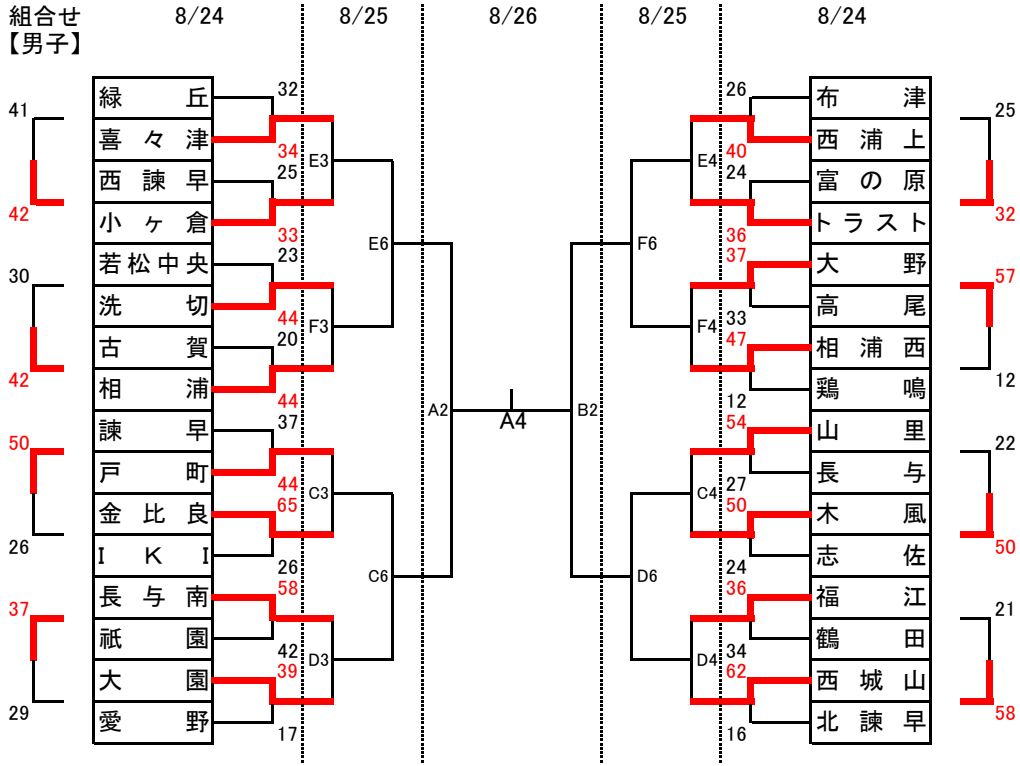 組合せ 8/24 8/25 8/26 8/25 8/24
【男子】
32 26
緑丘 布津
41 25
喜々津 西浦上
34 E3 E4 40
25 24
西諫早 富の原
42 32
小ヶ倉 トラスト
33 36
E6 F6
23 37
若松中央 大野
30 57
洗切 高尾
44 F3 F4 33
20 47
古賀 相浦西
42 12
相浦 鶏鳴
44 12
A2 A4 B2
37 54
諫早 山里
50 22
戸町 長与
44 C3 C4 27
65 50
金比良 木風
26 50
IKI 志佐
26 24
C6 D6
58 36
長与南 福江
37 21
祇園 鶴田
42 D3 D4 34
39 62
大園 西城山
29 58
愛野 北諫早
17 16